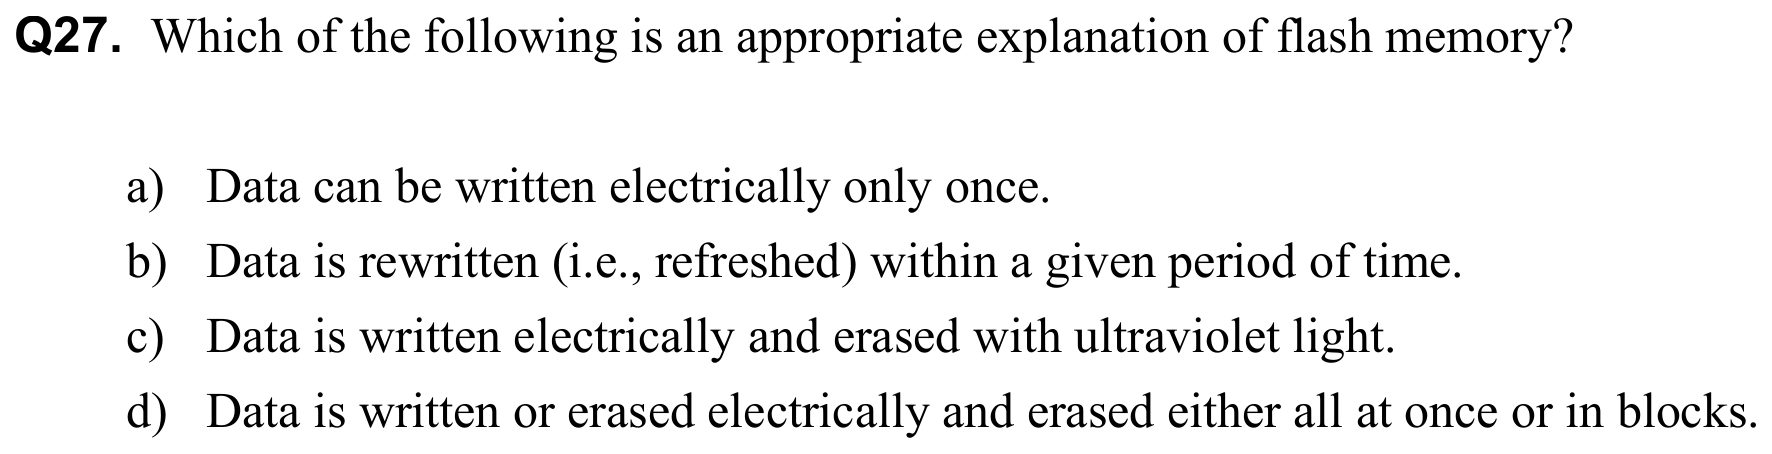 Q27. Which of the following is an appropriate explanation of flash memory?
a) Data can be written electrically only once.
b) Data is rewritten (i.e., refreshed) within a given period of time.
c) Data is written electrically and erased with ultraviolet light.
d) Data is written or erased electrically and erased either all at once or in blocks.